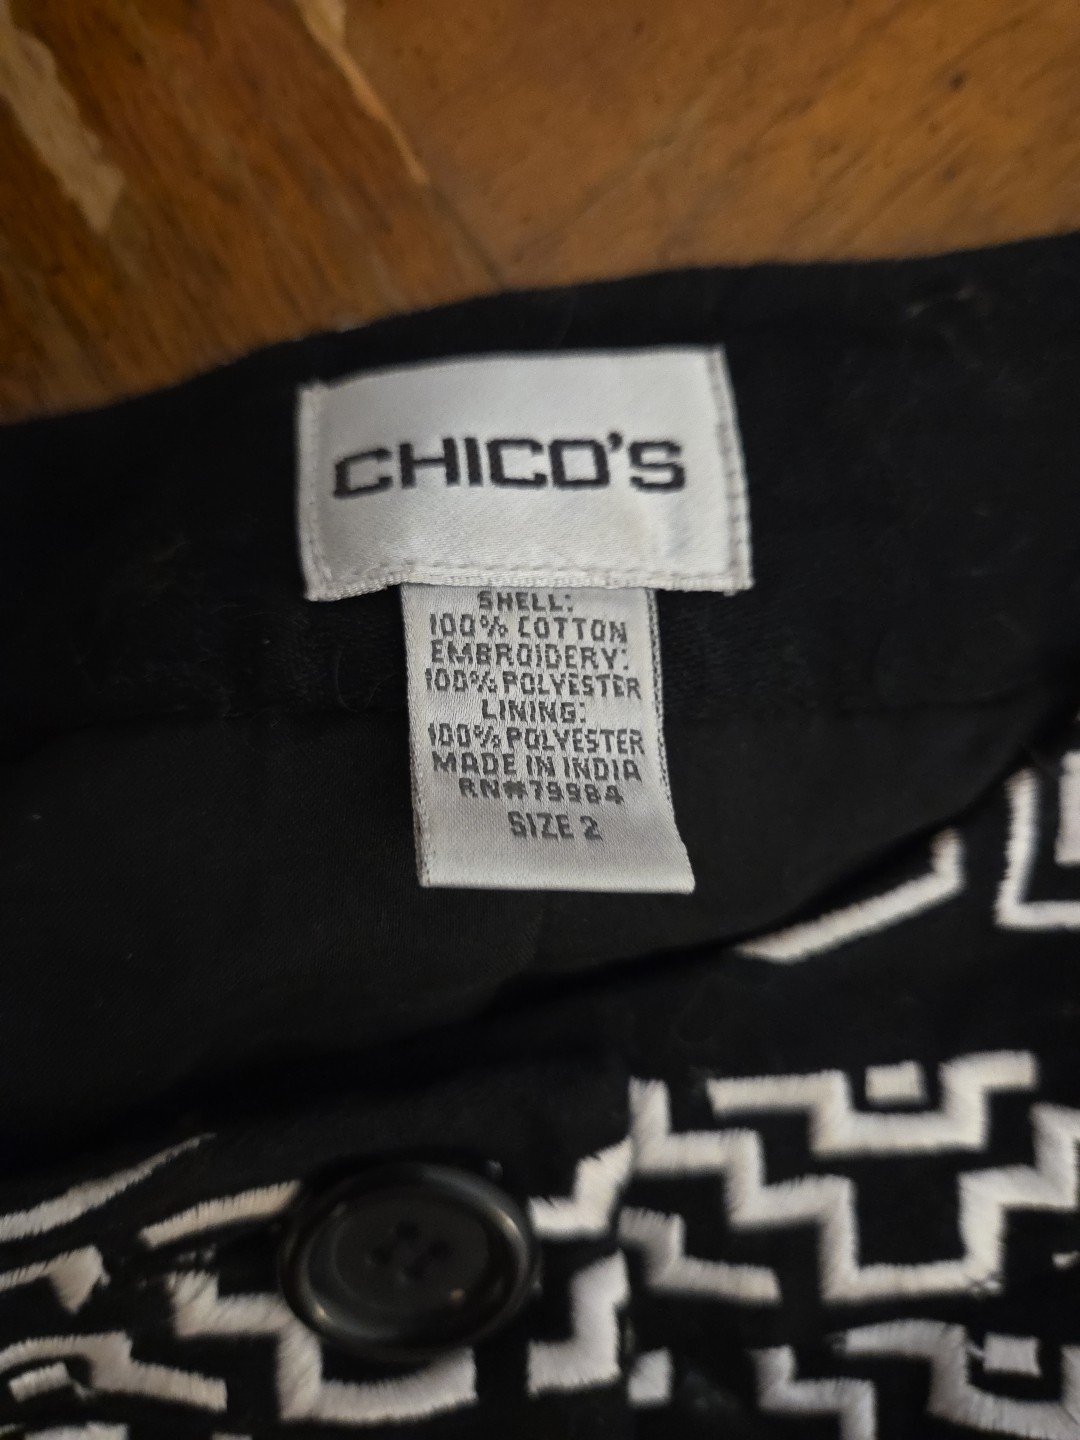 CHICO'S
SHELL:
100% COTTON
EMBROIDERY:
100% POLYESTER
LINING:
100% POLYESTER
MADE IN INDIA
RN#79984
SIZE 2